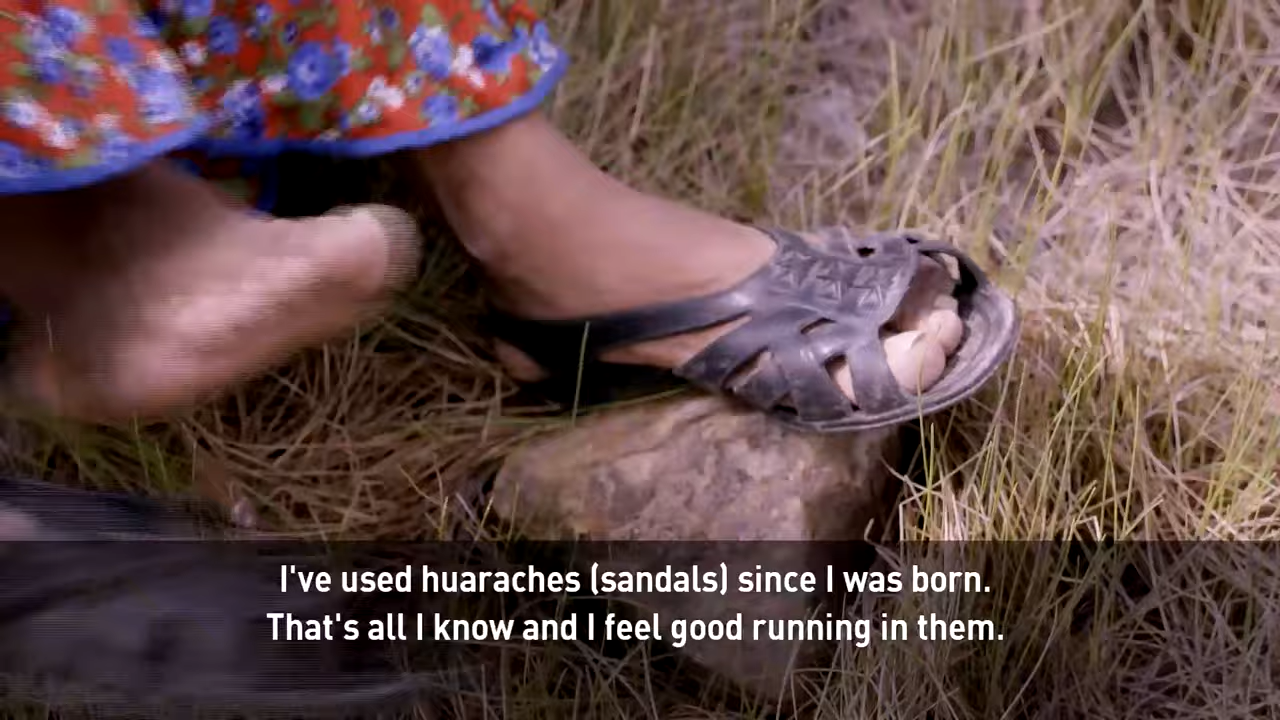 I've used huaraches (sandals) since I was born.
That's all I know and I feel good running in them.